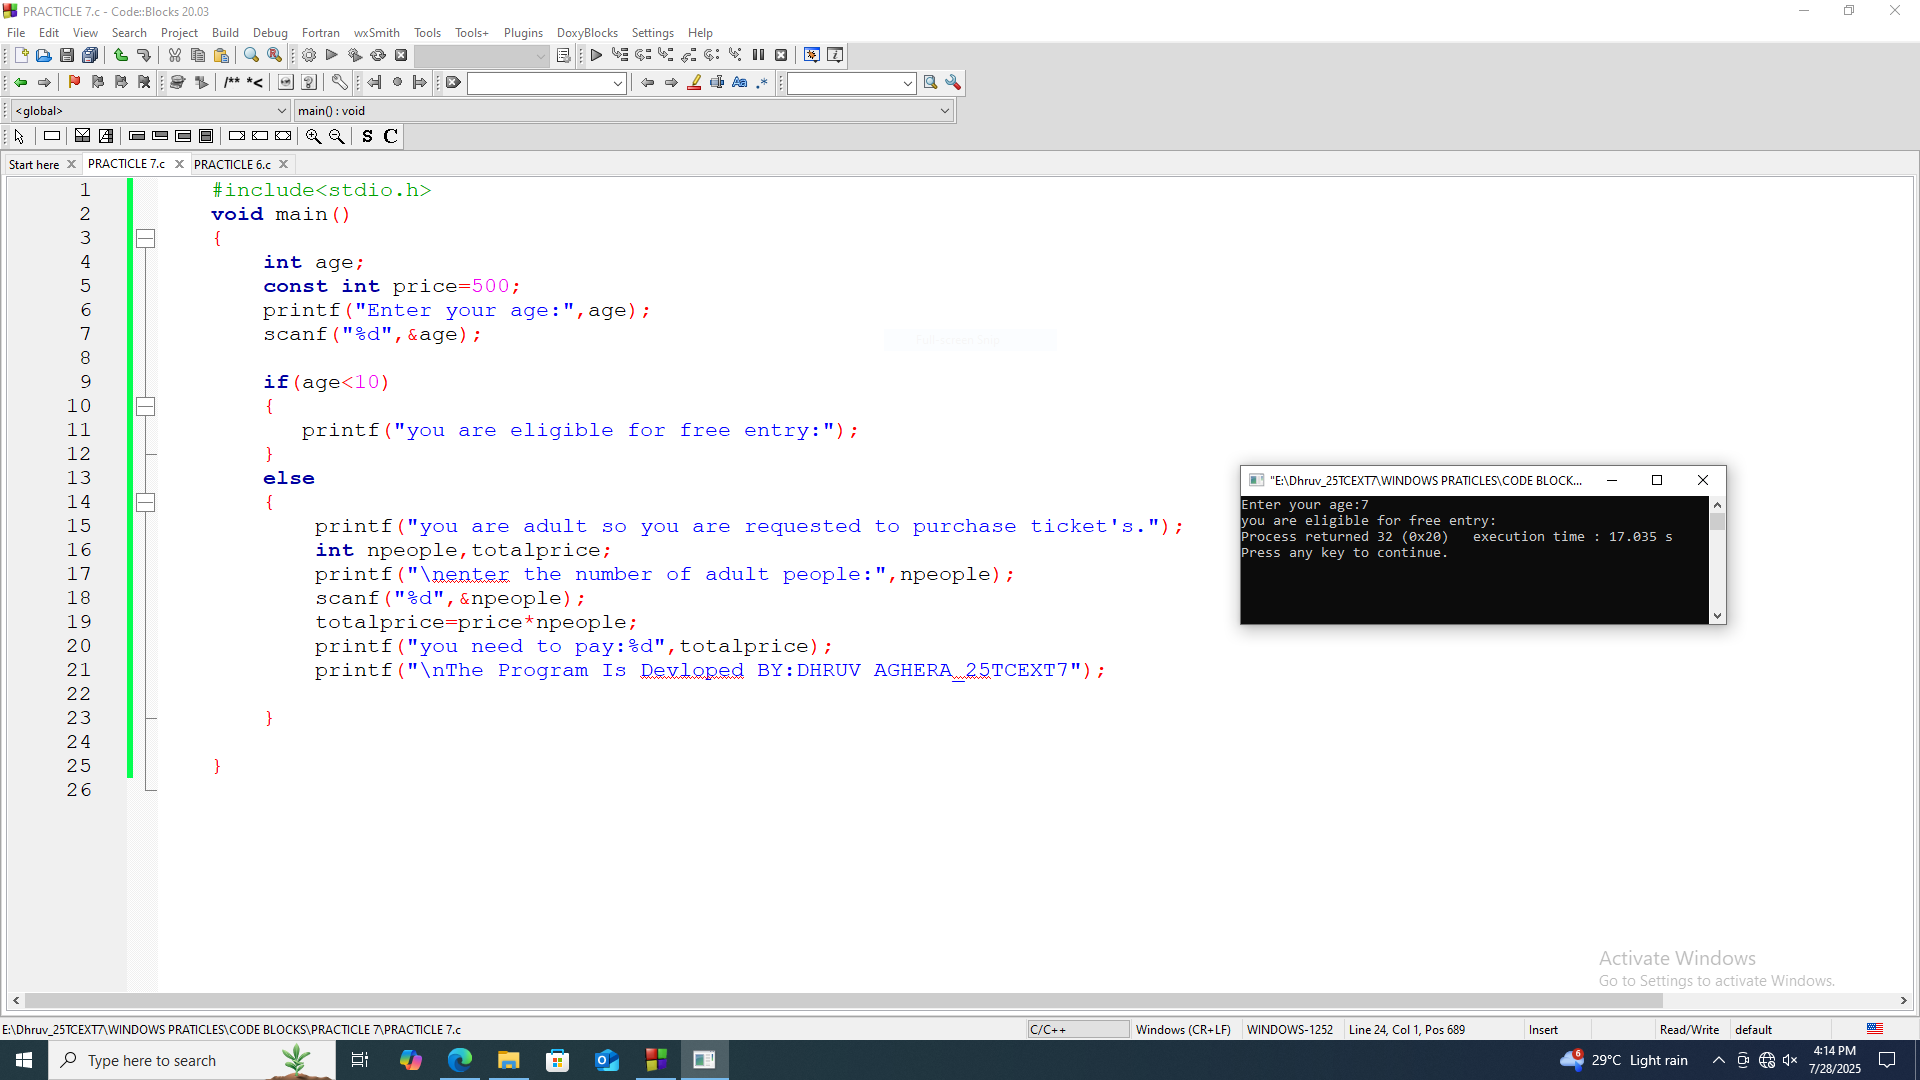 PRACTICLE 7.c - Code::Blocks 20.03
File Edit View Search Project Build Debug Fortran wxSmith Tools Tools+ Plugins DoxyBlocks Settings Help
/** *<
Aa .*
<global> main() : void
S C
Start here PRACTICLE 7.c PRACTICLE 6.c
1 #include<stdio.h>
2 void main()
3 {
4 int age;
5 const int price=500;
6 printf("Enter your age:",age);
7 scanf("%d",&age);
8
9 if(age<10)
10 {
11 printf("you are eligible for free entry:");
12 }
13 else
14 {
15 printf("you are adult so you are requested to purchase ticket's.");
16 int npeople,totalprice;
17 printf("\nenter the number of adult people:",npeople);
18 scanf("%d",&npeople);
19 totalprice=price*npeople;
20 printf("you need to pay:%d",totalprice);
21 printf("\nThe Program Is Devloped BY:DHRUV AGHERA_25TCEXT7");
22
23 }
24
25 }
26
"E:\Dhruv_25TCEXT7\WINDOWS PRATICLES\CODE BLOCK...
Enter your age:7
you are eligible for free entry:
Process returned 32 (0x20) execution time : 17.035 s
Press any key to continue.
Activate Windows
Go to Settings to activate Windows.
E:\Dhruv_25TCEXT7\WINDOWS PRATICLES\CODE BLOCKS\PRACTICLE 7\PRACTICLE 7.c C/C++ Windows (CR+LF) WINDOWS-1252 Line 24, Col 1, Pos 689 Insert Read/Write default
Type here to search 6 29°C Light rain 4:14 PM
7/28/2025